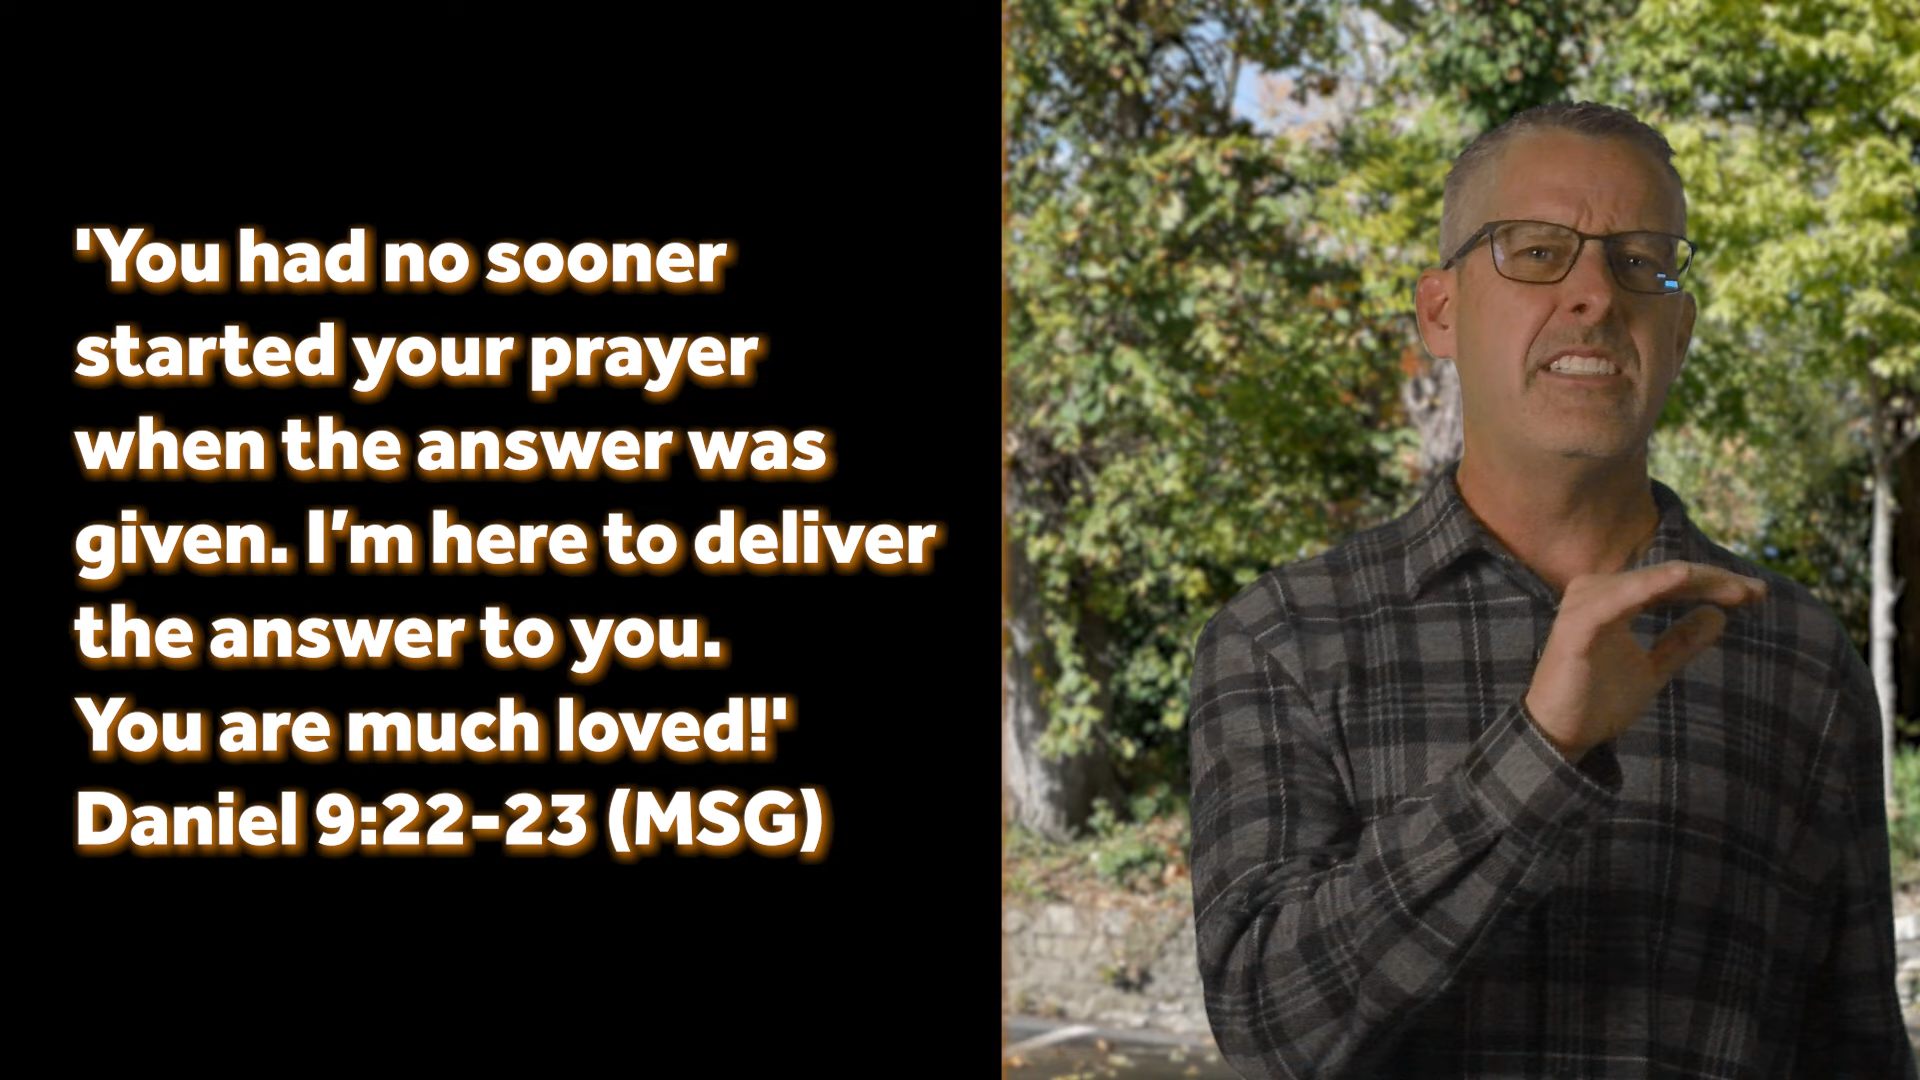 'You had no sooner
started your prayer
when the answer was
given. I’m here to deliver
the answer to you.
You are much loved!'
Daniel 9:22-23 (MSG)